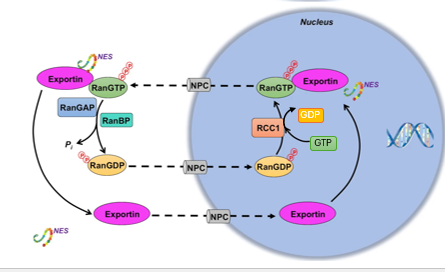 Nucleus
NES
Exportin
RanGTP
NPC
RanGTP
Exportin
NES
RanGAP
RanBP
RCC1
GDP
GTP
Pi
RanGDP
NPC
RanGDP
Exportin
NPC
Exportin
NES